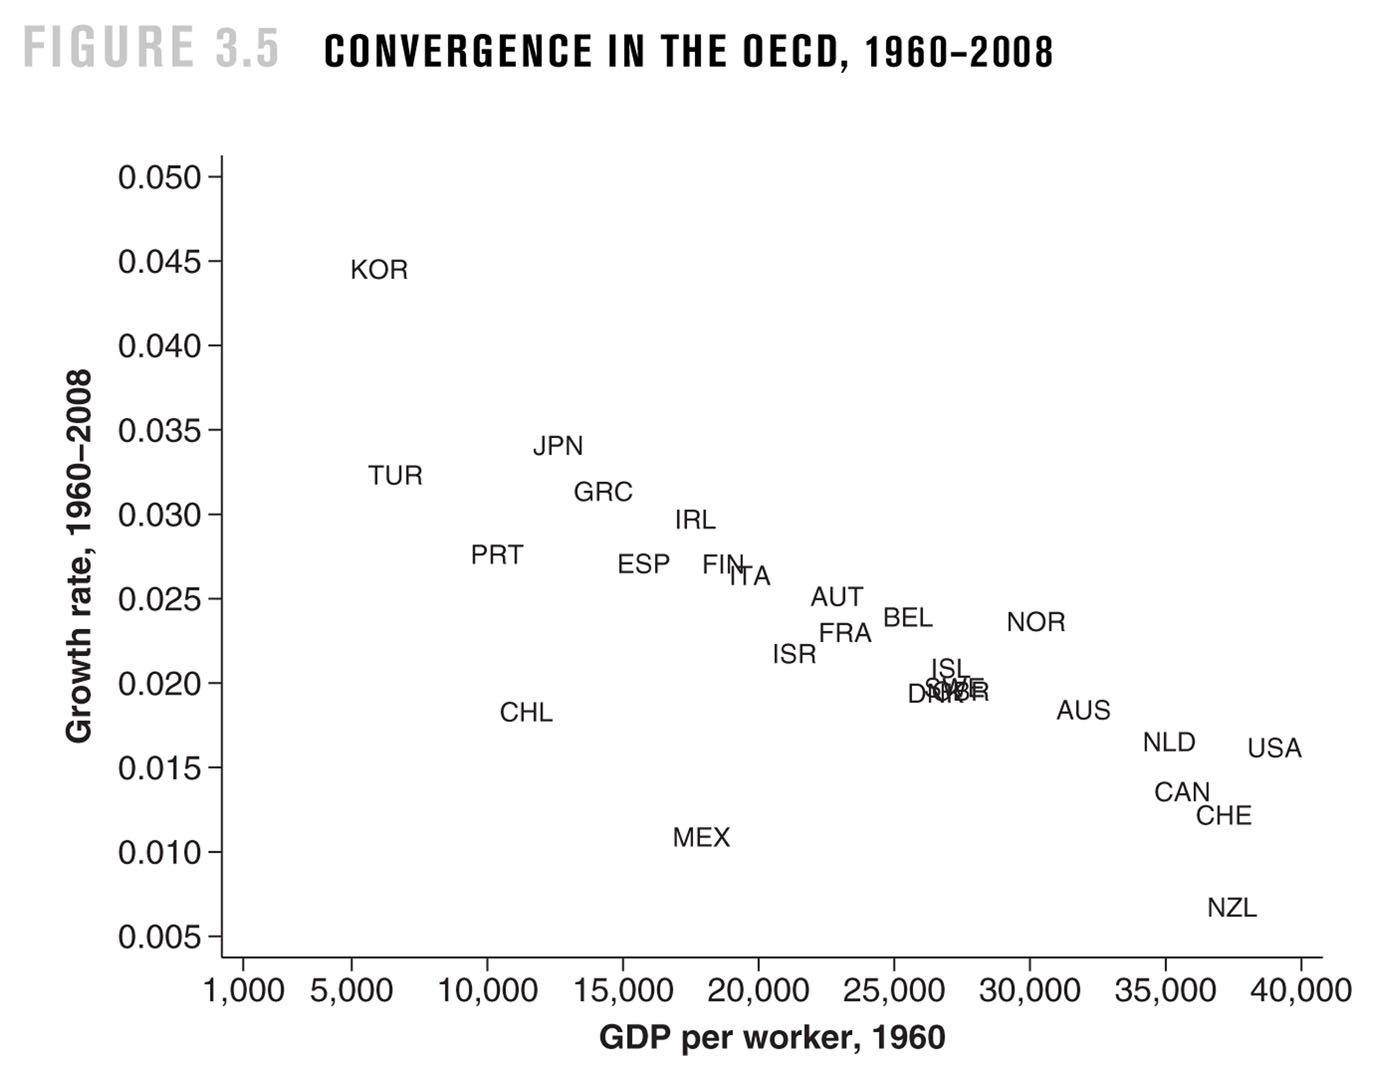 FIGURE 3.5 CONVERGENCE IN THE OECD, 1960–2008
0.050
0.045
KOR
0.040
0.035
JPN
TUR
GRC
0.030
IRL
PRT
ESP
FIN
ITA
0.025
AUT
BEL
NOR
FRA
ISR
ISL
0.020
DNK
SWE
GBR
CHL
AUS
NLD
USA
0.015
CAN
CHE
MEX
0.010
NZL
0.005
Growth rate, 1960–2008
1,000 5,000 10,000 15,000 20,000 25,000 30,000 35,000 40,000
GDP per worker, 1960